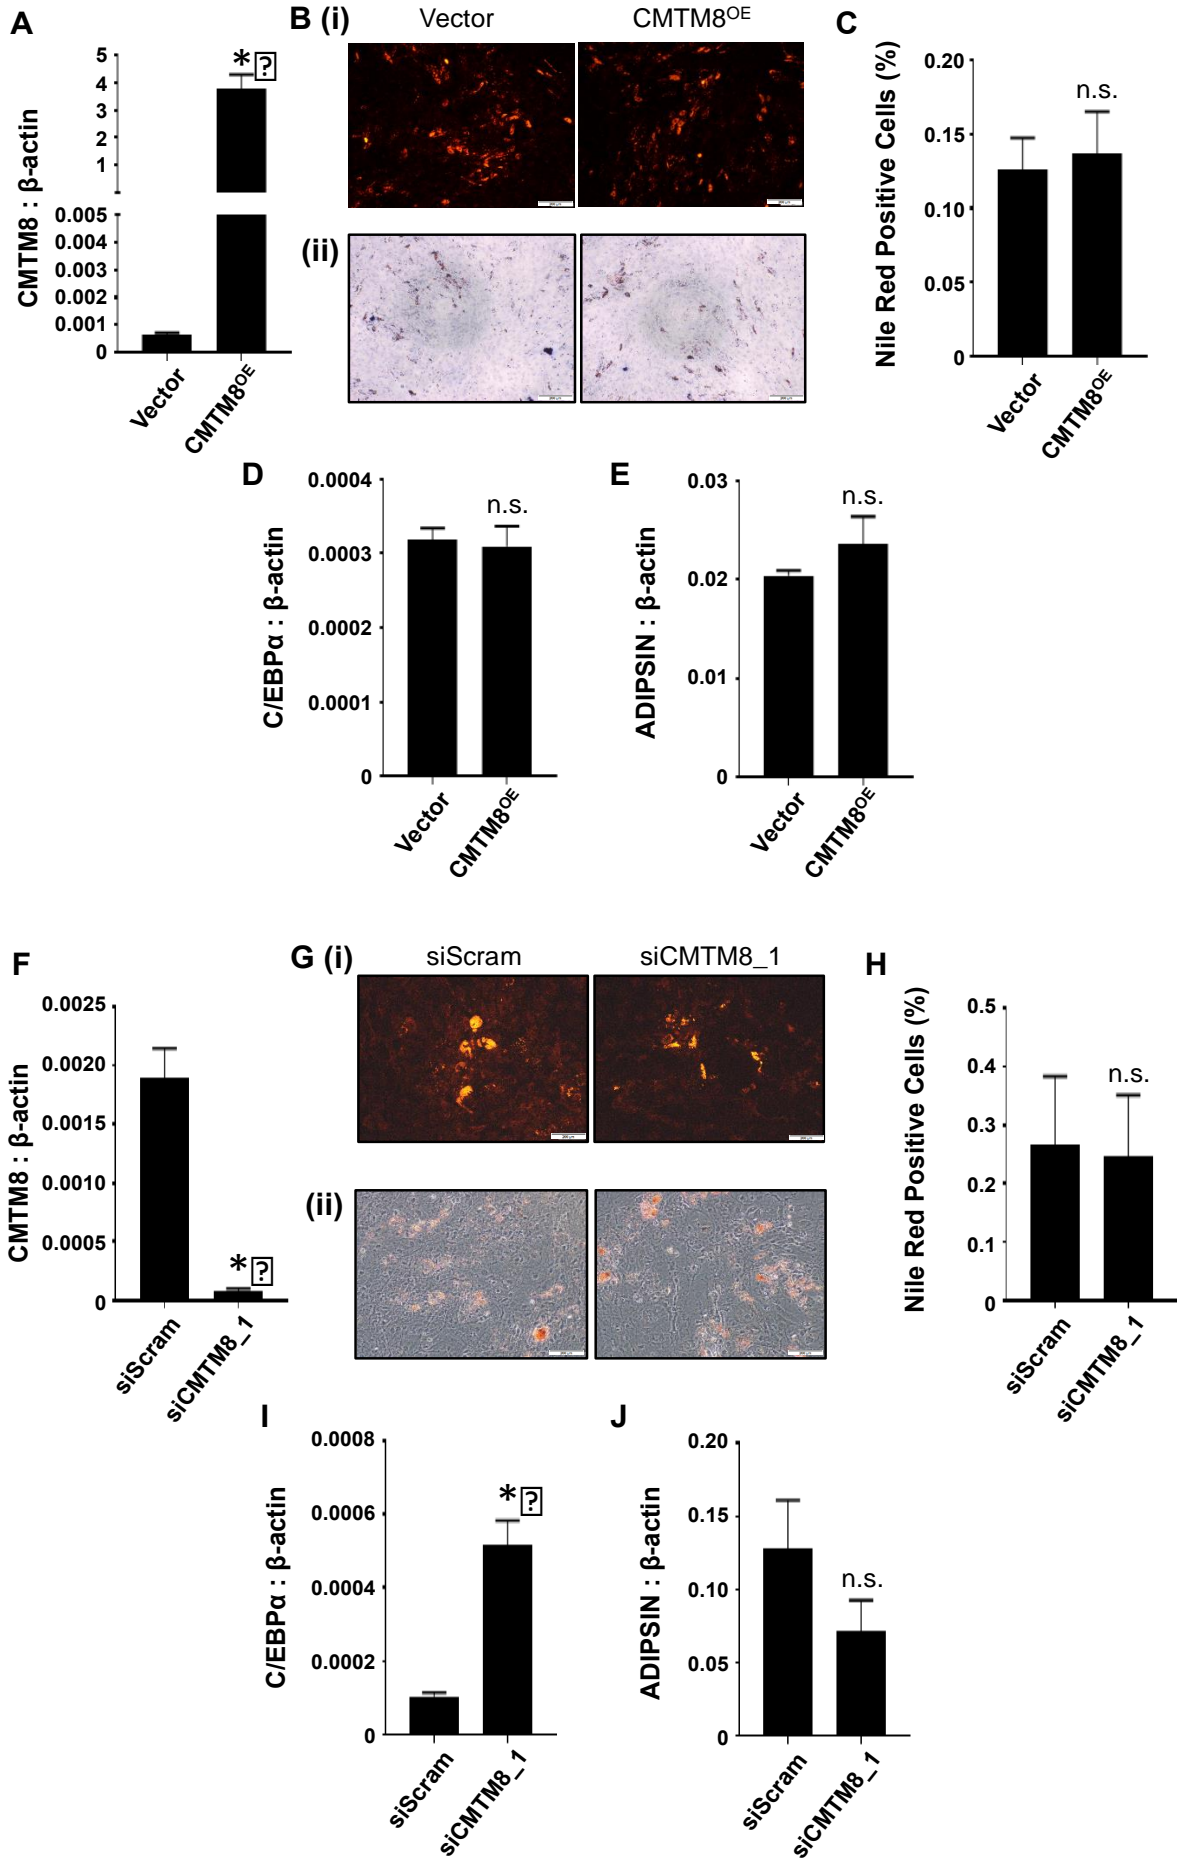 A
CMTM8 : β-actin
5
4
3
2
1
0.005
0.004
0.003
0.002
0.001
0
*?
Vector
CMTM8OE
B (i)
Vector
CMTM8OE
(ii)
C
Nile Red Positive Cells (%)
0.20
0.15
0.10
0.05
0
n.s.
Vector
CMTM8OE
D
C/EBPα : β-actin
0.0004
0.0003
0.0002
0.0001
0
n.s.
Vector
CMTM8OE
E
ADIPSIN : β-actin
0.03
0.02
0.01
0
n.s.
Vector
CMTM8OE
F
CMTM8 : β-actin
0.0025
0.0020
0.0015
0.0010
0.0005
0
*?
siScram
siCMTM8_1
G (i)
siScram
siCMTM8_1
(ii)
H
Nile Red Positive Cells (%)
0.5
0.4
0.3
0.2
0.1
0
n.s.
siScram
siCMTM8_1
I
C/EBPα : β-actin
0.0008
0.0006
0.0004
0.0002
0
*?
siScram
siCMTM8_1
J
ADIPSIN : β-actin
0.20
0.15
0.10
0.05
0
n.s.
siScram
siCMTM8_1